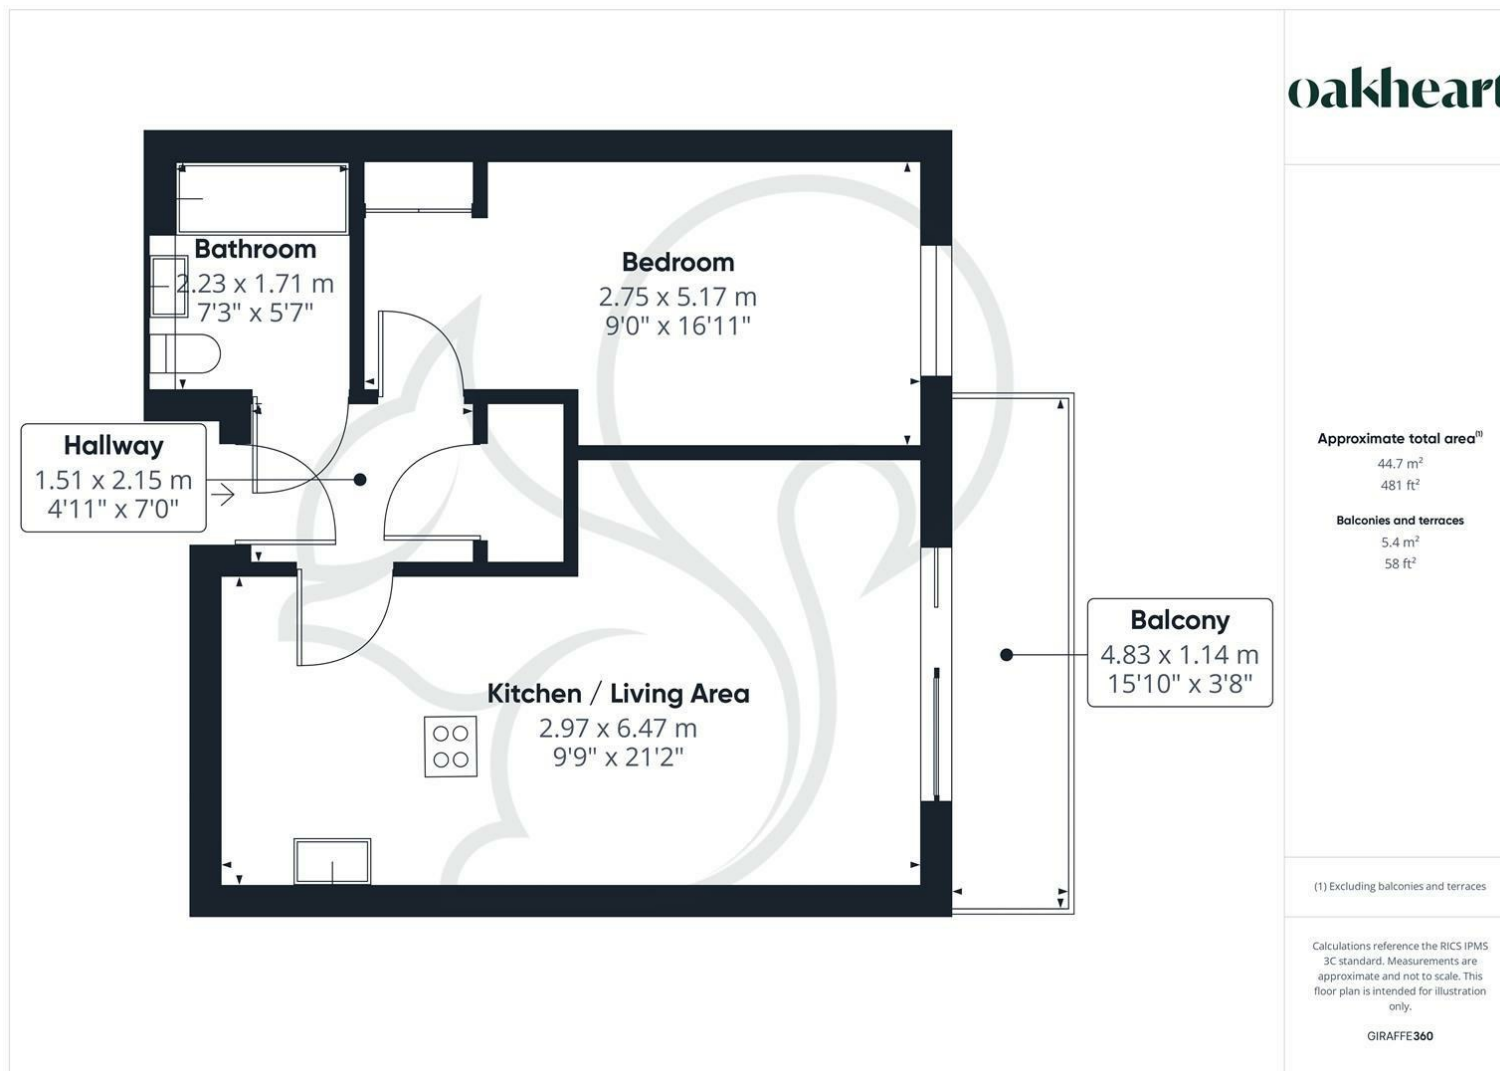 oakheart
Bathroom
2.23 x 1.71 m
7'3" x 5'7"
Bedroom
2.75 x 5.17 m
9'0" x 16'11"
Hallway
1.51 x 2.15 m
4'11" x 7'0"
Kitchen / Living Area
2.97 x 6.47 m
9'9" x 21'2"
Balcony
4.83 x 1.14 m
15'10" x 3'8"
Approximate total area⁽¹⁾
44.7 m²
481 ft²
Balconies and terraces
5.4 m²
58 ft²
(1) Excluding balconies and terraces
Calculations reference the RICS IPMS
3C standard. Measurements are
approximate and not to scale. This
floor plan is intended for illustration
only.
GIRAFFE360